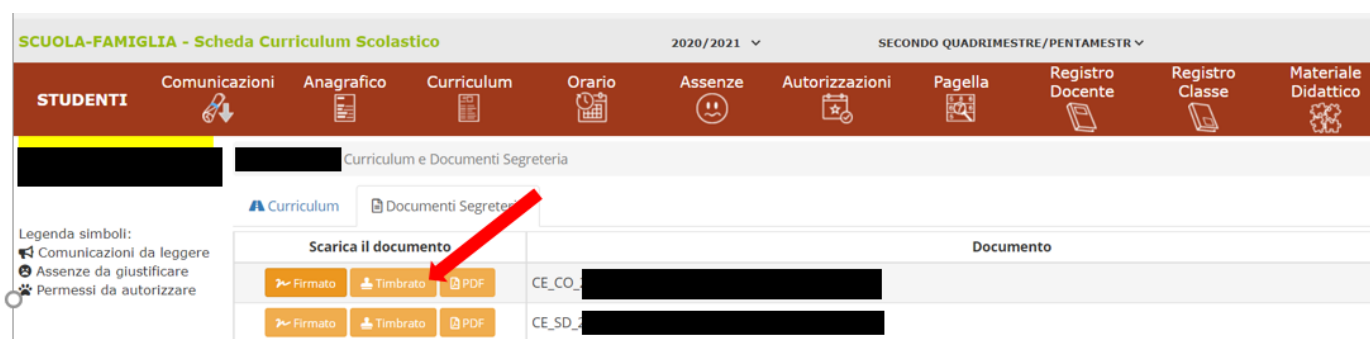 SCUOLA-FAMIGLIA - Scheda Curriculum Scolastico 2020/2021 SECONDO QUADRIMESTRE/PENTAMESTR
STUDENTI
Comunicazioni
Anagrafico
Curriculum
Orario
Assenze
Autorizzazioni
Pagella
Registro
Docente
Registro
Classe
Materiale
Didattico
Curriculum e Documenti Segreteria
Curriculum
Documenti Segreteri
Legenda simboli:
Comunicazioni da leggere
Assenze da giustificare
Permessi da autorizzare
Scarica il documento Documento
Firmato Timbrato PDF CE_CO_
Firmato Timbrato PDF CE_SD_2